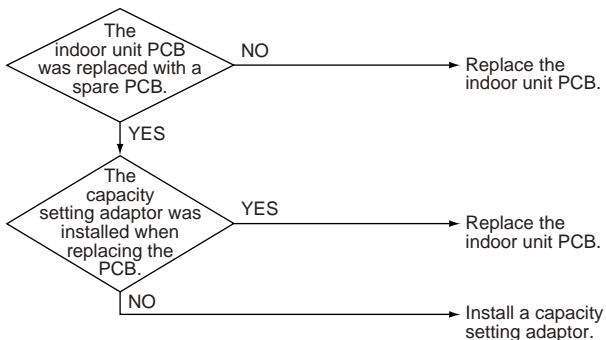 The
indoor unit PCB
was replaced with a
spare PCB.
NO
Replace the
indoor unit PCB.
YES
The
capacity
setting adaptor was
installed when
replacing the
PCB.
YES
Replace the
indoor unit PCB.
NO
Install a capacity
setting adaptor.